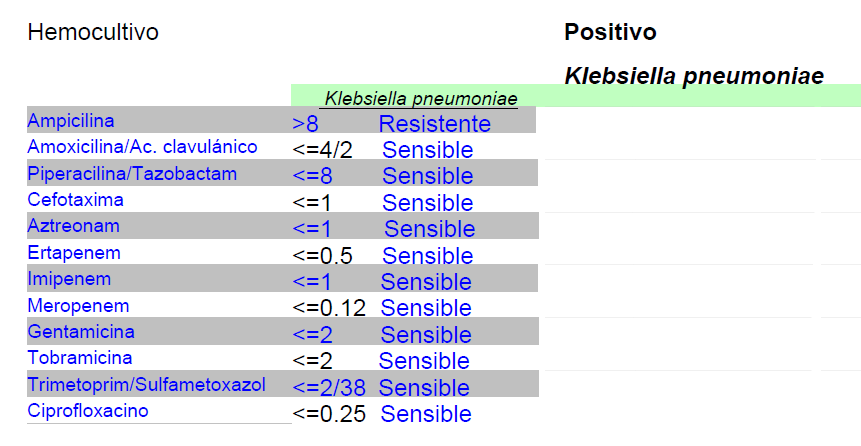 Hemocultivo Positivo
Klebsiella pneumoniae
Klebsiella pneumoniae
Ampicilina >8 Resistente
Amoxicilina/Ac. clavulánico <=4/2 Sensible
Piperacilina/Tazobactam <=8 Sensible
Cefotaxima <=1 Sensible
Aztreonam <=1 Sensible
Ertapenem <=0.5 Sensible
Imipenem <=1 Sensible
Meropenem <=0.12 Sensible
Gentamicina <=2 Sensible
Tobramicina <=2 Sensible
Trimetoprim/Sulfametoxazol <=2/38 Sensible
Ciprofloxacino <=0.25 Sensible